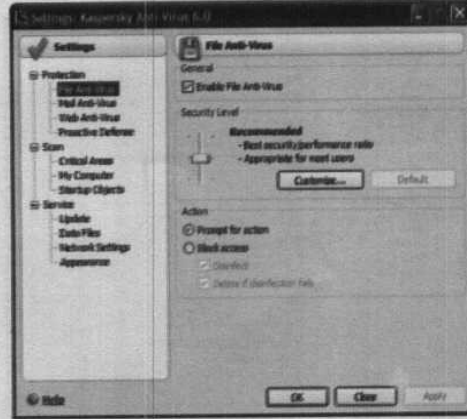 Settings: Kaspersky Anti-Virus 6.0
Settings
Protection
File Anti-Virus
Mail Anti-Virus
Web Anti-Virus
Proactive Defense
Scan
Critical Areas
My Computer
Startup Objects
Service
Update
Data Files
Network Settings
Appearance
Help
File Anti-Virus
General
Enable File Anti-Virus
Security Level
Recommended
- Best security/performance ratio
- Appropriate for most users
Customize...
Default
Action
Prompt for action
Block access
Disinfect
Delete if disinfection fails
OK
Close
Apply